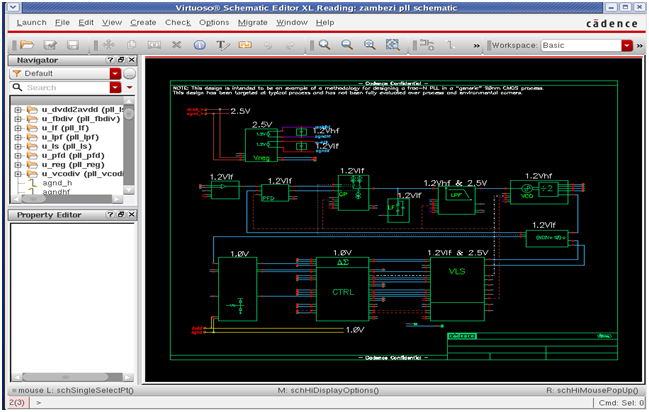 Virtuoso® Schematic Editor XL Reading: zambezi pll schematic
Launch File Edit View Create Check Options Migrate Window Help
cādence
Workspace: Basic
Navigator
Default
Search
u_dvdd2avdd (pll_ls
u_fbdiv (pll_fbdiv)
u_lf (pll_lf)
u_lpf (pll_lpf)
u_ls (pll_ls)
u_pfd (pll_pfd)
u_reg (pll_reg)
u_vcodiv (pll_vcodiv)
agnd_h
agndhf
Property Editor
Cadence Confidential
NOTE: This design is intended to be an example of a methodology for designing a frac-N PLL in a "generic" 90nm CMOS process.
This design has been targeted at typical process and has not been fully evaluated over process and environmental corners.
2.5V
2.5V
1.2Vhf
1.2Vlf
Vreg
1.2Vlf
1.2Vlf
PFD
1.2Vlf
CP
LF
1.2Vhf & 2.5V
LPF
1.2Vhf
VCO
÷2
1.2Vlf
1.0V
1.0V
ΔΣ
CTRL
1.2Vlf & 2.5V
VLS
1.0V
cadence
Cadence Confidential
mouse L: schSingleSelectPt() M: schHiDisplayOptions() R: schHiMousePopUp()
2(3) > Cmd: Sel: 0